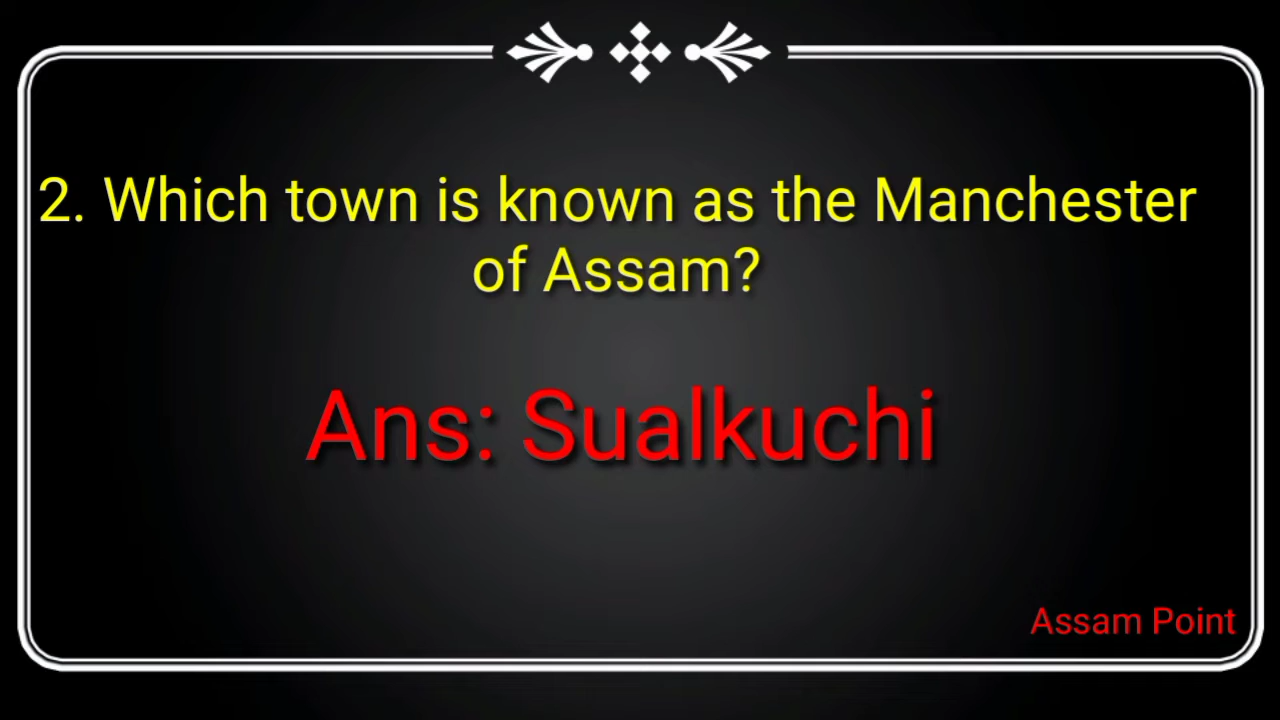 2. Which town is known as the Manchester
of Assam?
Ans: Sualkuchi
Assam Point